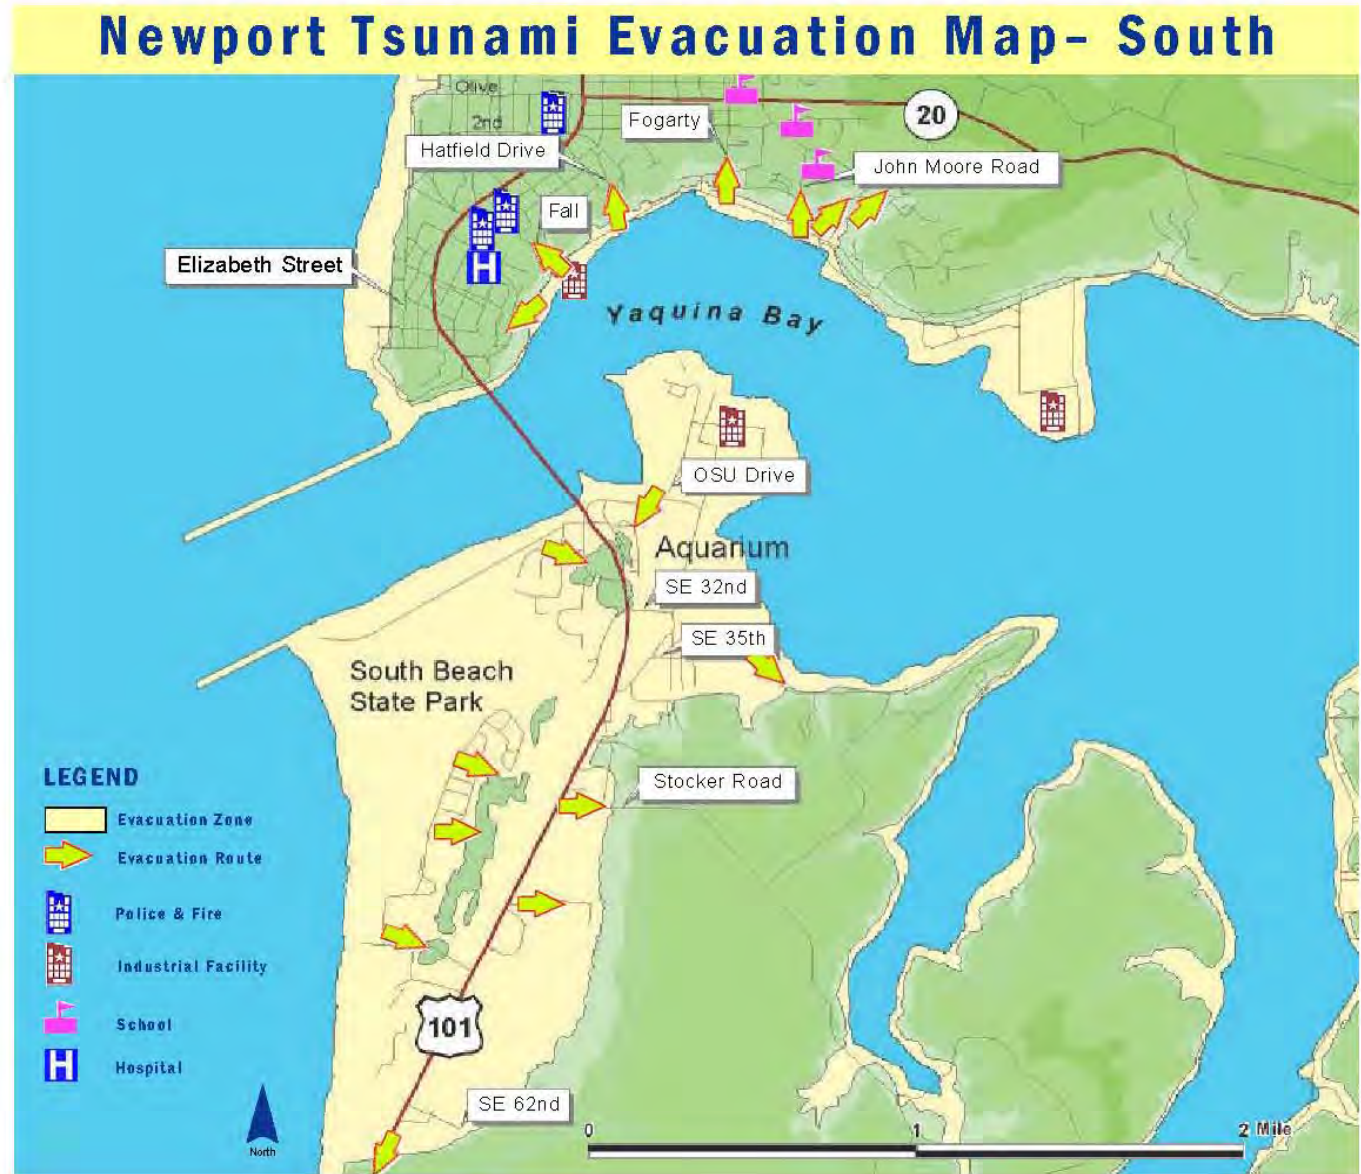 Newport Tsunami Evacuation Map- South
Olive
2nd
Fogarty
20
Hatfield Drive
John Moore Road
Fall
Elizabeth Street
H
Yaquina Bay
OSU Drive
Aquarium
SE 32nd
SE 35th
South Beach
State Park
Stocker Road
LEGEND
Evacuation Zone
Evacuation Route
Police & Fire
Industrial Facility
School
H Hospital
101
SE 62nd
North
0 1 2 Mile